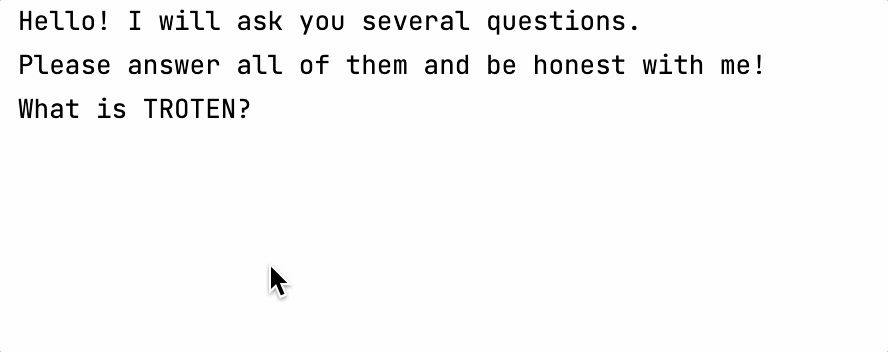 Hello! I will ask you several questions.
Please answer all of them and be honest with me!
What is TROTEN?